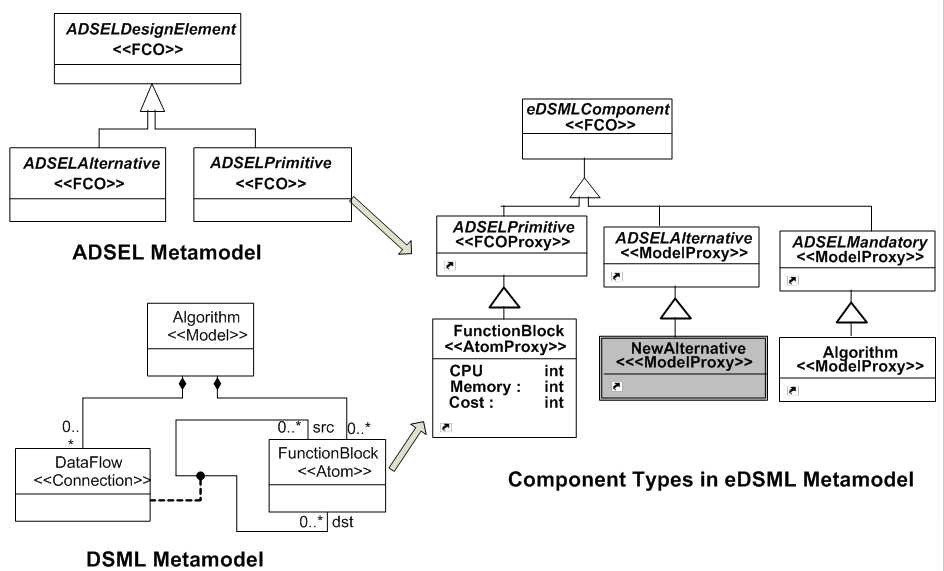 ADSELDesignElement
<<FCO>>
ADSELAlternative
<<FCO>>
ADSELPrimitive
<<FCO>>
ADSEL Metamodel
eDSMLComponent
<<FCO>>
ADSELPrimitive
<<FCOProxy>>
ADSELAlternative
<<ModelProxy>>
ADSELMandatory
<<ModelProxy>>
FunctionBlock
<<AtomProxy>>
CPU int
Memory : int
Cost : int
NewAlternative
<<<ModelProxy>>
Algorithm
<<ModelProxy>>
Component Types in eDSML Metamodel
Algorithm
<<Model>>
0..
*
0..* src
0..*
DataFlow
<<Connection>>
FunctionBlock
<<Atom>>
0..* dst
DSML Metamodel